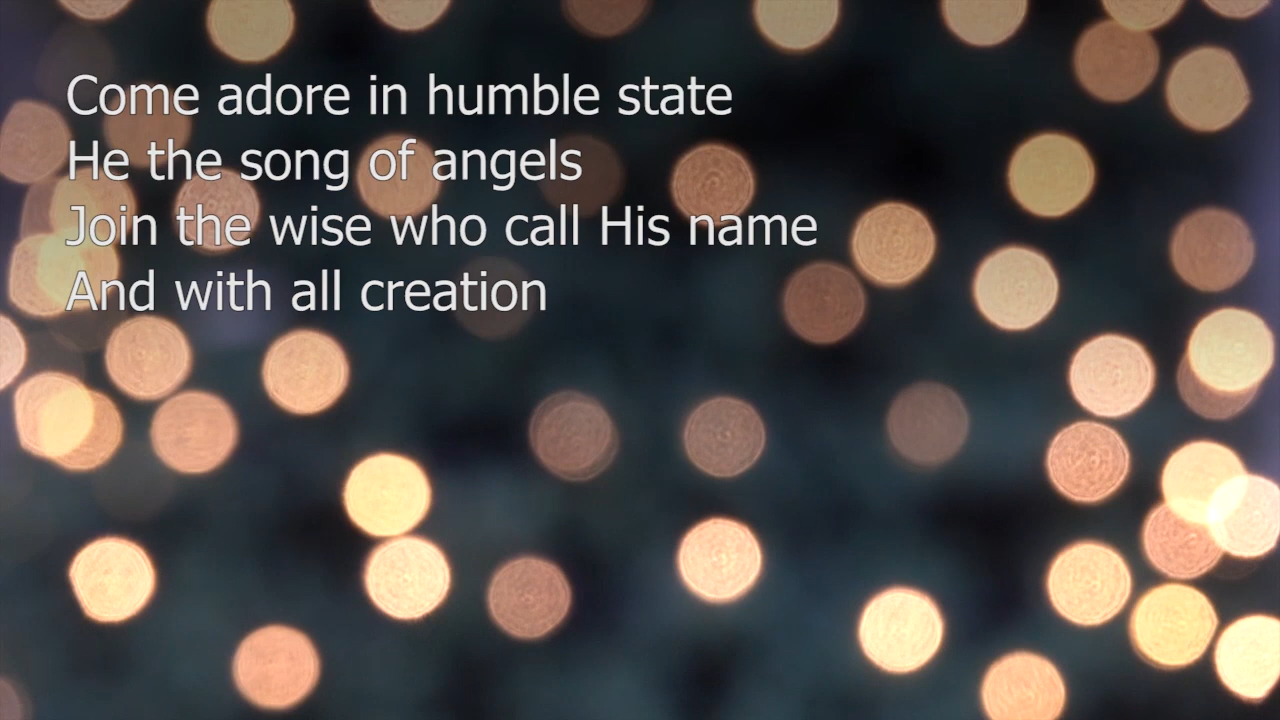 Come adore in humble state
He the song of angels
Join the wise who call His name
And with all creation